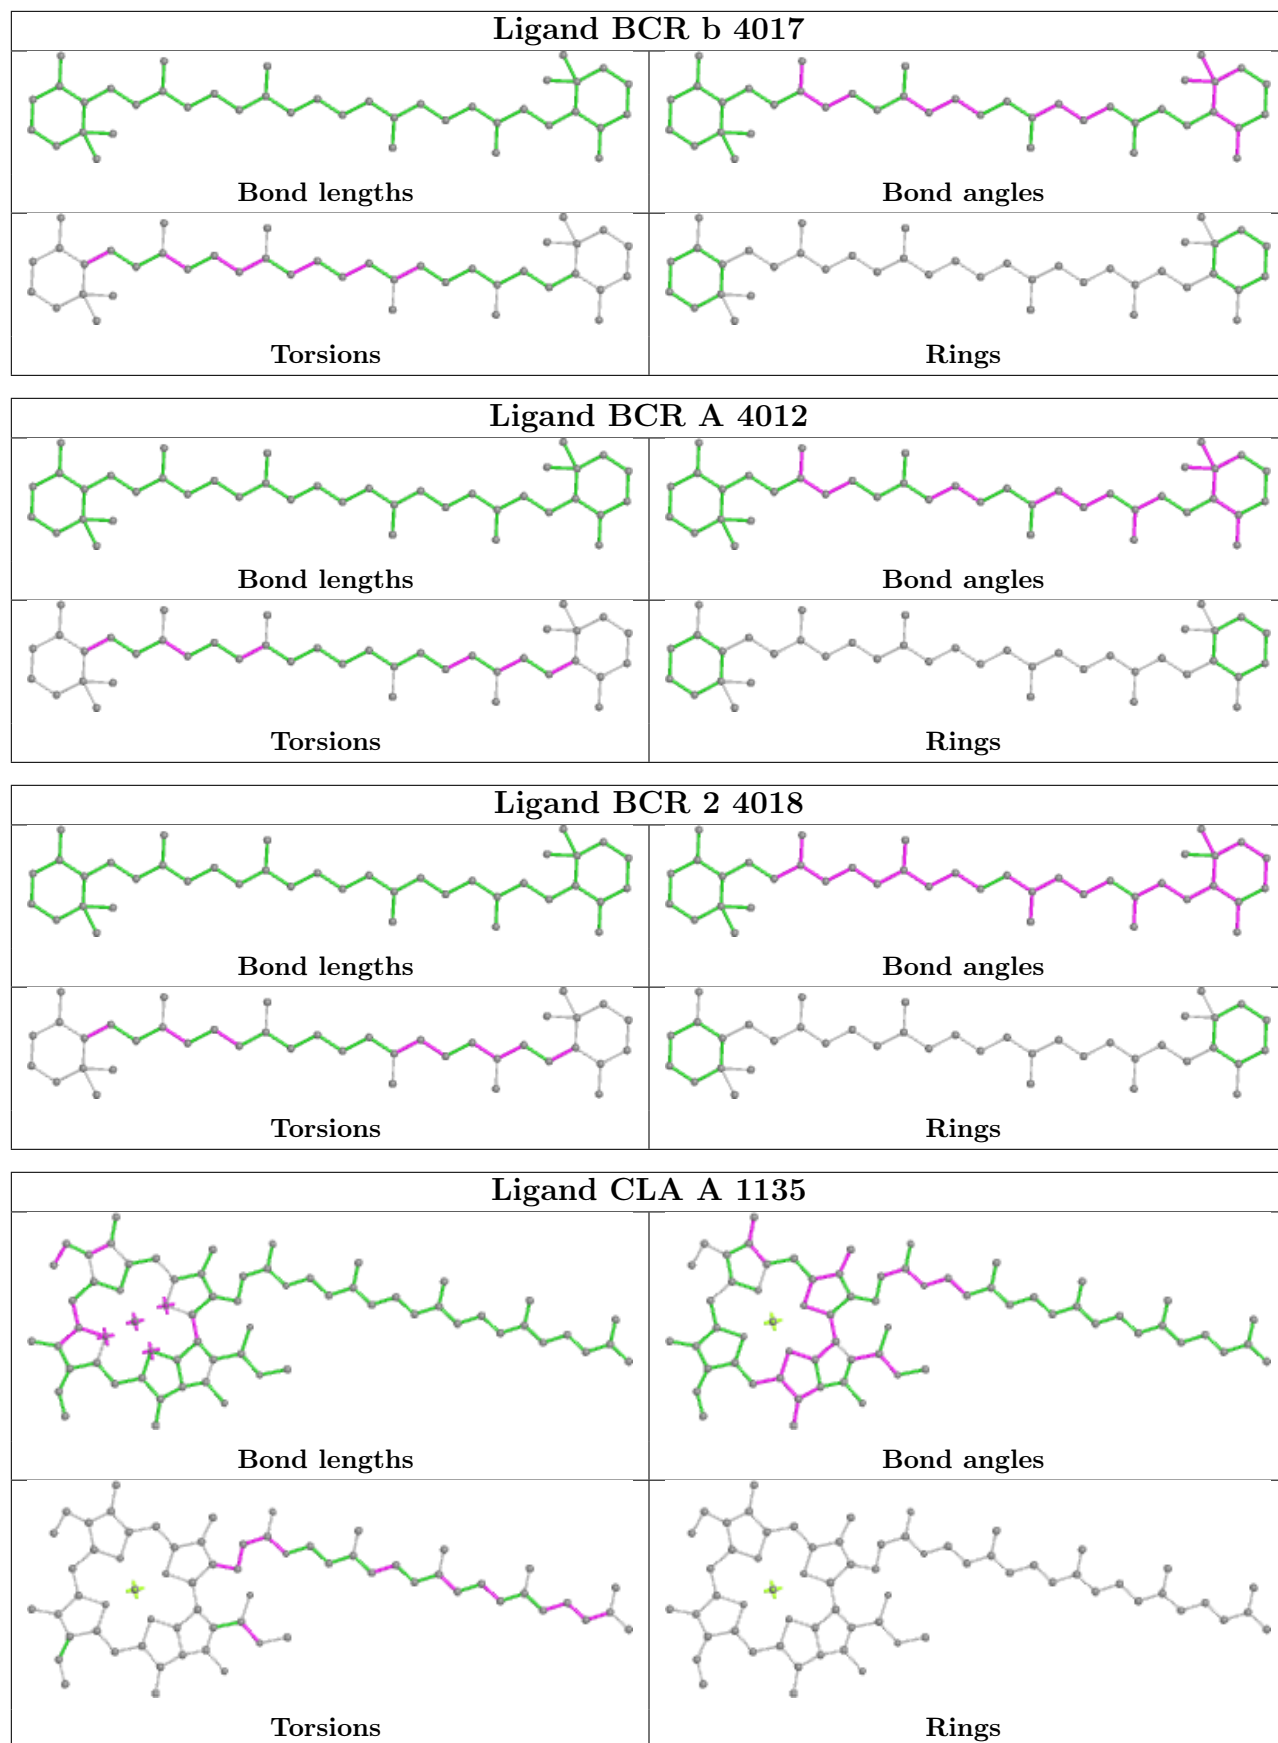 Ligand BCR b 4017
Bond lengths
Bond angles
Torsions
Rings
Ligand BCR A 4012
Bond lengths
Bond angles
Torsions
Rings
Ligand BCR 2 4018
Bond lengths
Bond angles
Torsions
Rings
Ligand CLA A 1135
Bond lengths
Bond angles
Torsions
Rings